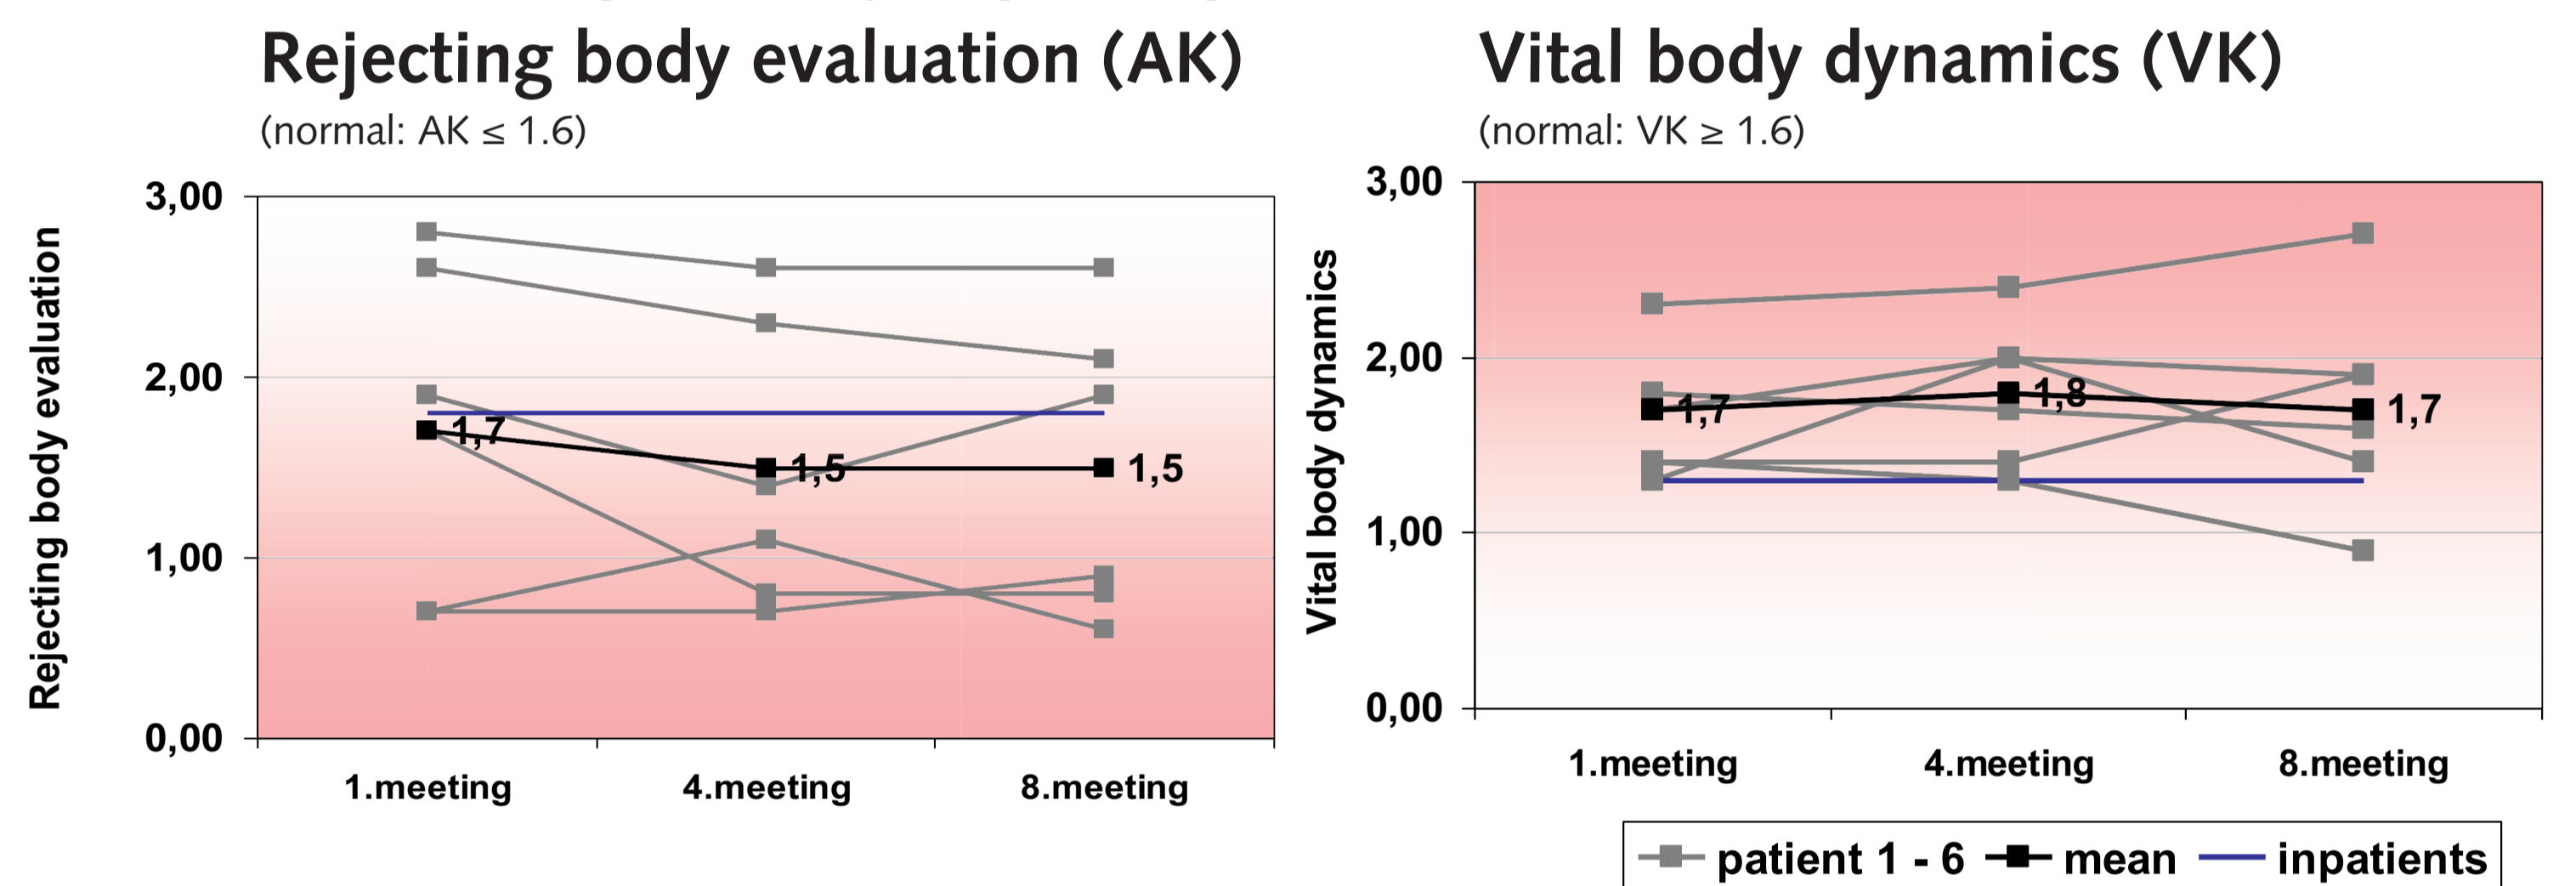 Rejecting body evaluation (AK)
(normal: AK ≤ 1.6)
Rejecting body evaluation
3,00
2,00
1,00
0,00
1,7
1,5
1,5
1.meeting
4.meeting
8.meeting
Vital body dynamics (VK)
(normal: VK ≥ 1.6)
Vital body dynamics
3,00
2,00
1,00
0,00
1,7
1,8
1,7
1.meeting
4.meeting
8.meeting
patient 1 - 6
mean
inpatients